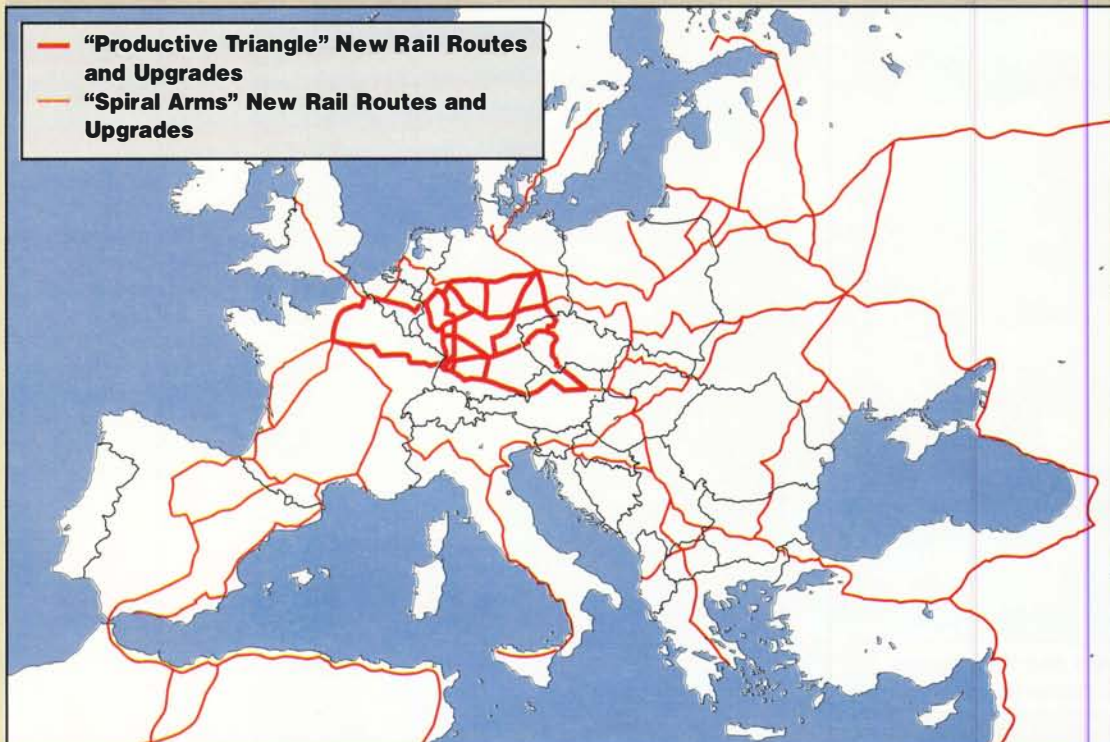 “Productive Triangle” New Rail Routes
and Upgrades
“Spiral Arms” New Rail Routes and
Upgrades